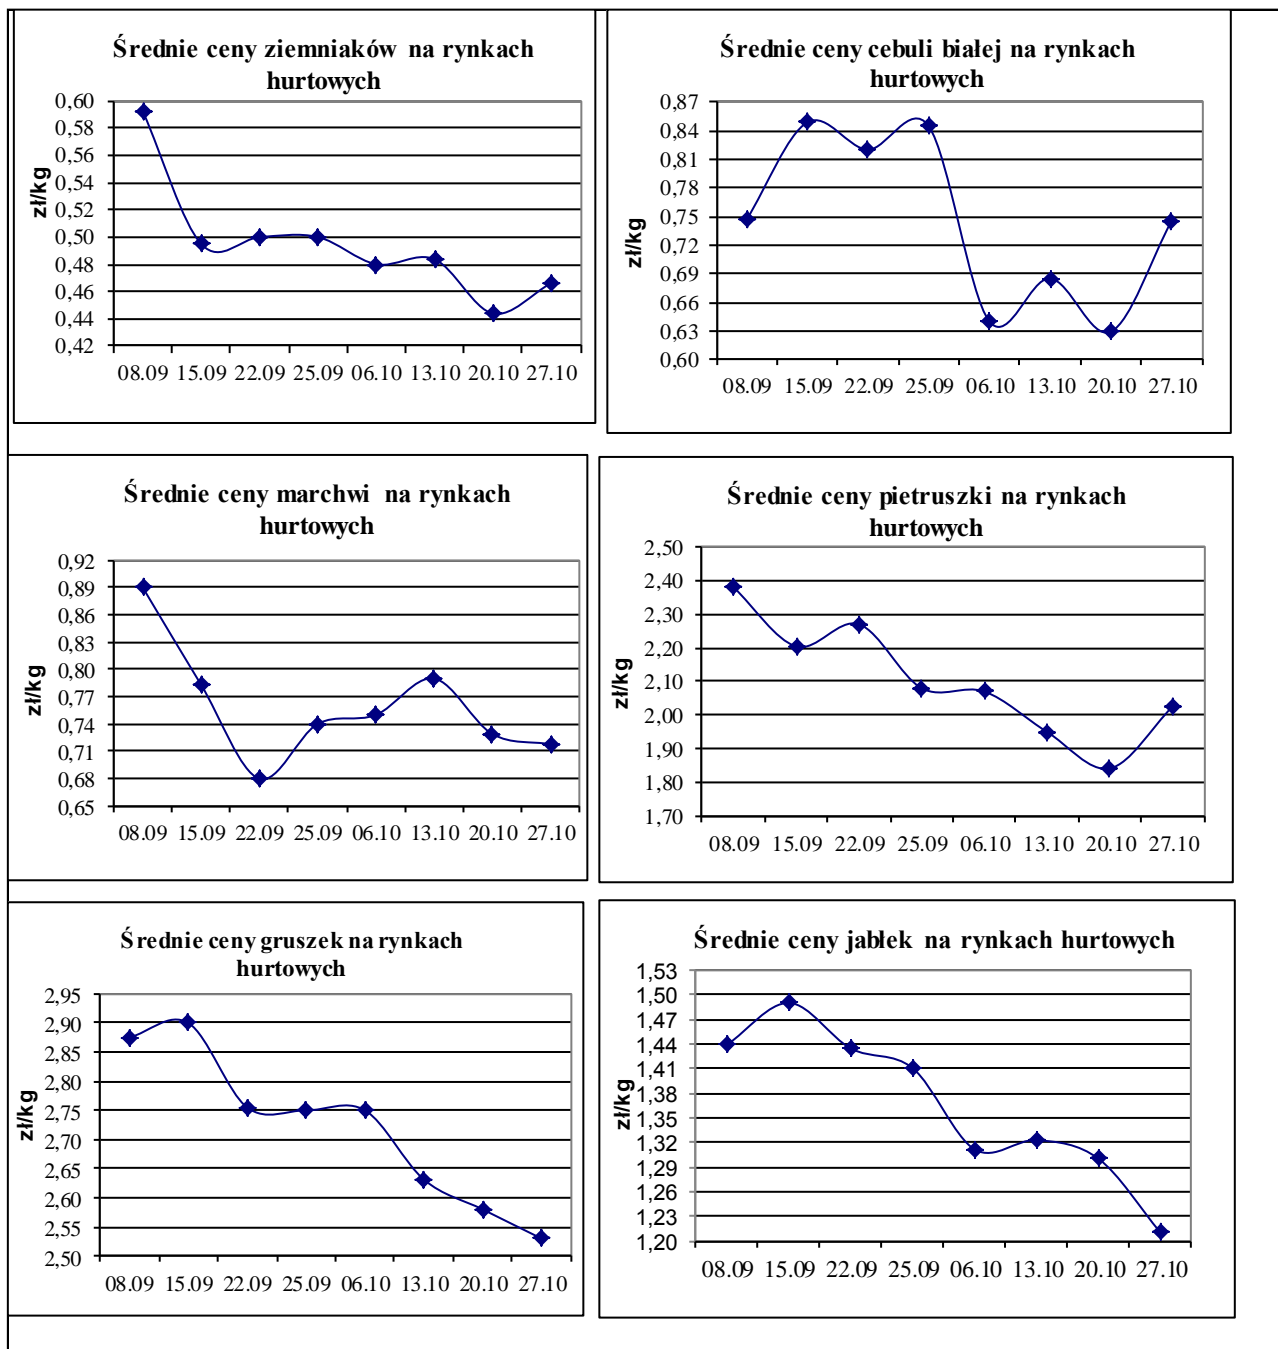 Średnie ceny ziemniaków na rynkach
hurtowych
0,60
0,58
0,56
0,54
0,52
0,50
0,48
0,46
0,44
0,42
zł/kg
08.09 15.09 22.09 25.09 06.10 13.10 20.10 27.10
Średnie ceny cebuli białej na rynkach
hurtowych
0,87
0,84
0,81
0,78
0,75
0,72
0,69
0,66
0,63
0,60
zł/kg
08.09 15.09 22.09 25.09 06.10 13.10 20.10 27.10
Średnie ceny marchwi na rynkach
hurtowych
0,92
0,89
0,86
0,83
0,80
0,77
0,74
0,71
0,68
0,65
zł/kg
08.09 15.09 22.09 25.09 06.10 13.10 20.10 27.10
Średnie ceny pietruszki na rynkach
hurtowych
2,50
2,40
2,30
2,20
2,10
2,00
1,90
1,80
1,70
zł/kg
08.09 15.09 22.09 25.09 06.10 13.10 20.10 27.10
Średnie ceny gruszek na rynkach
hurtowych
2,95
2,90
2,85
2,80
2,75
2,70
2,65
2,60
2,55
2,50
zł/kg
08.09 15.09 22.09 25.09 06.10 13.10 20.10 27.10
Średnie ceny jabłek na rynkach hurtowych
1,53
1,50
1,47
1,44
1,41
1,38
1,35
1,32
1,29
1,26
1,23
1,20
zł/kg
08.09 15.09 22.09 25.09 06.10 13.10 20.10 27.10